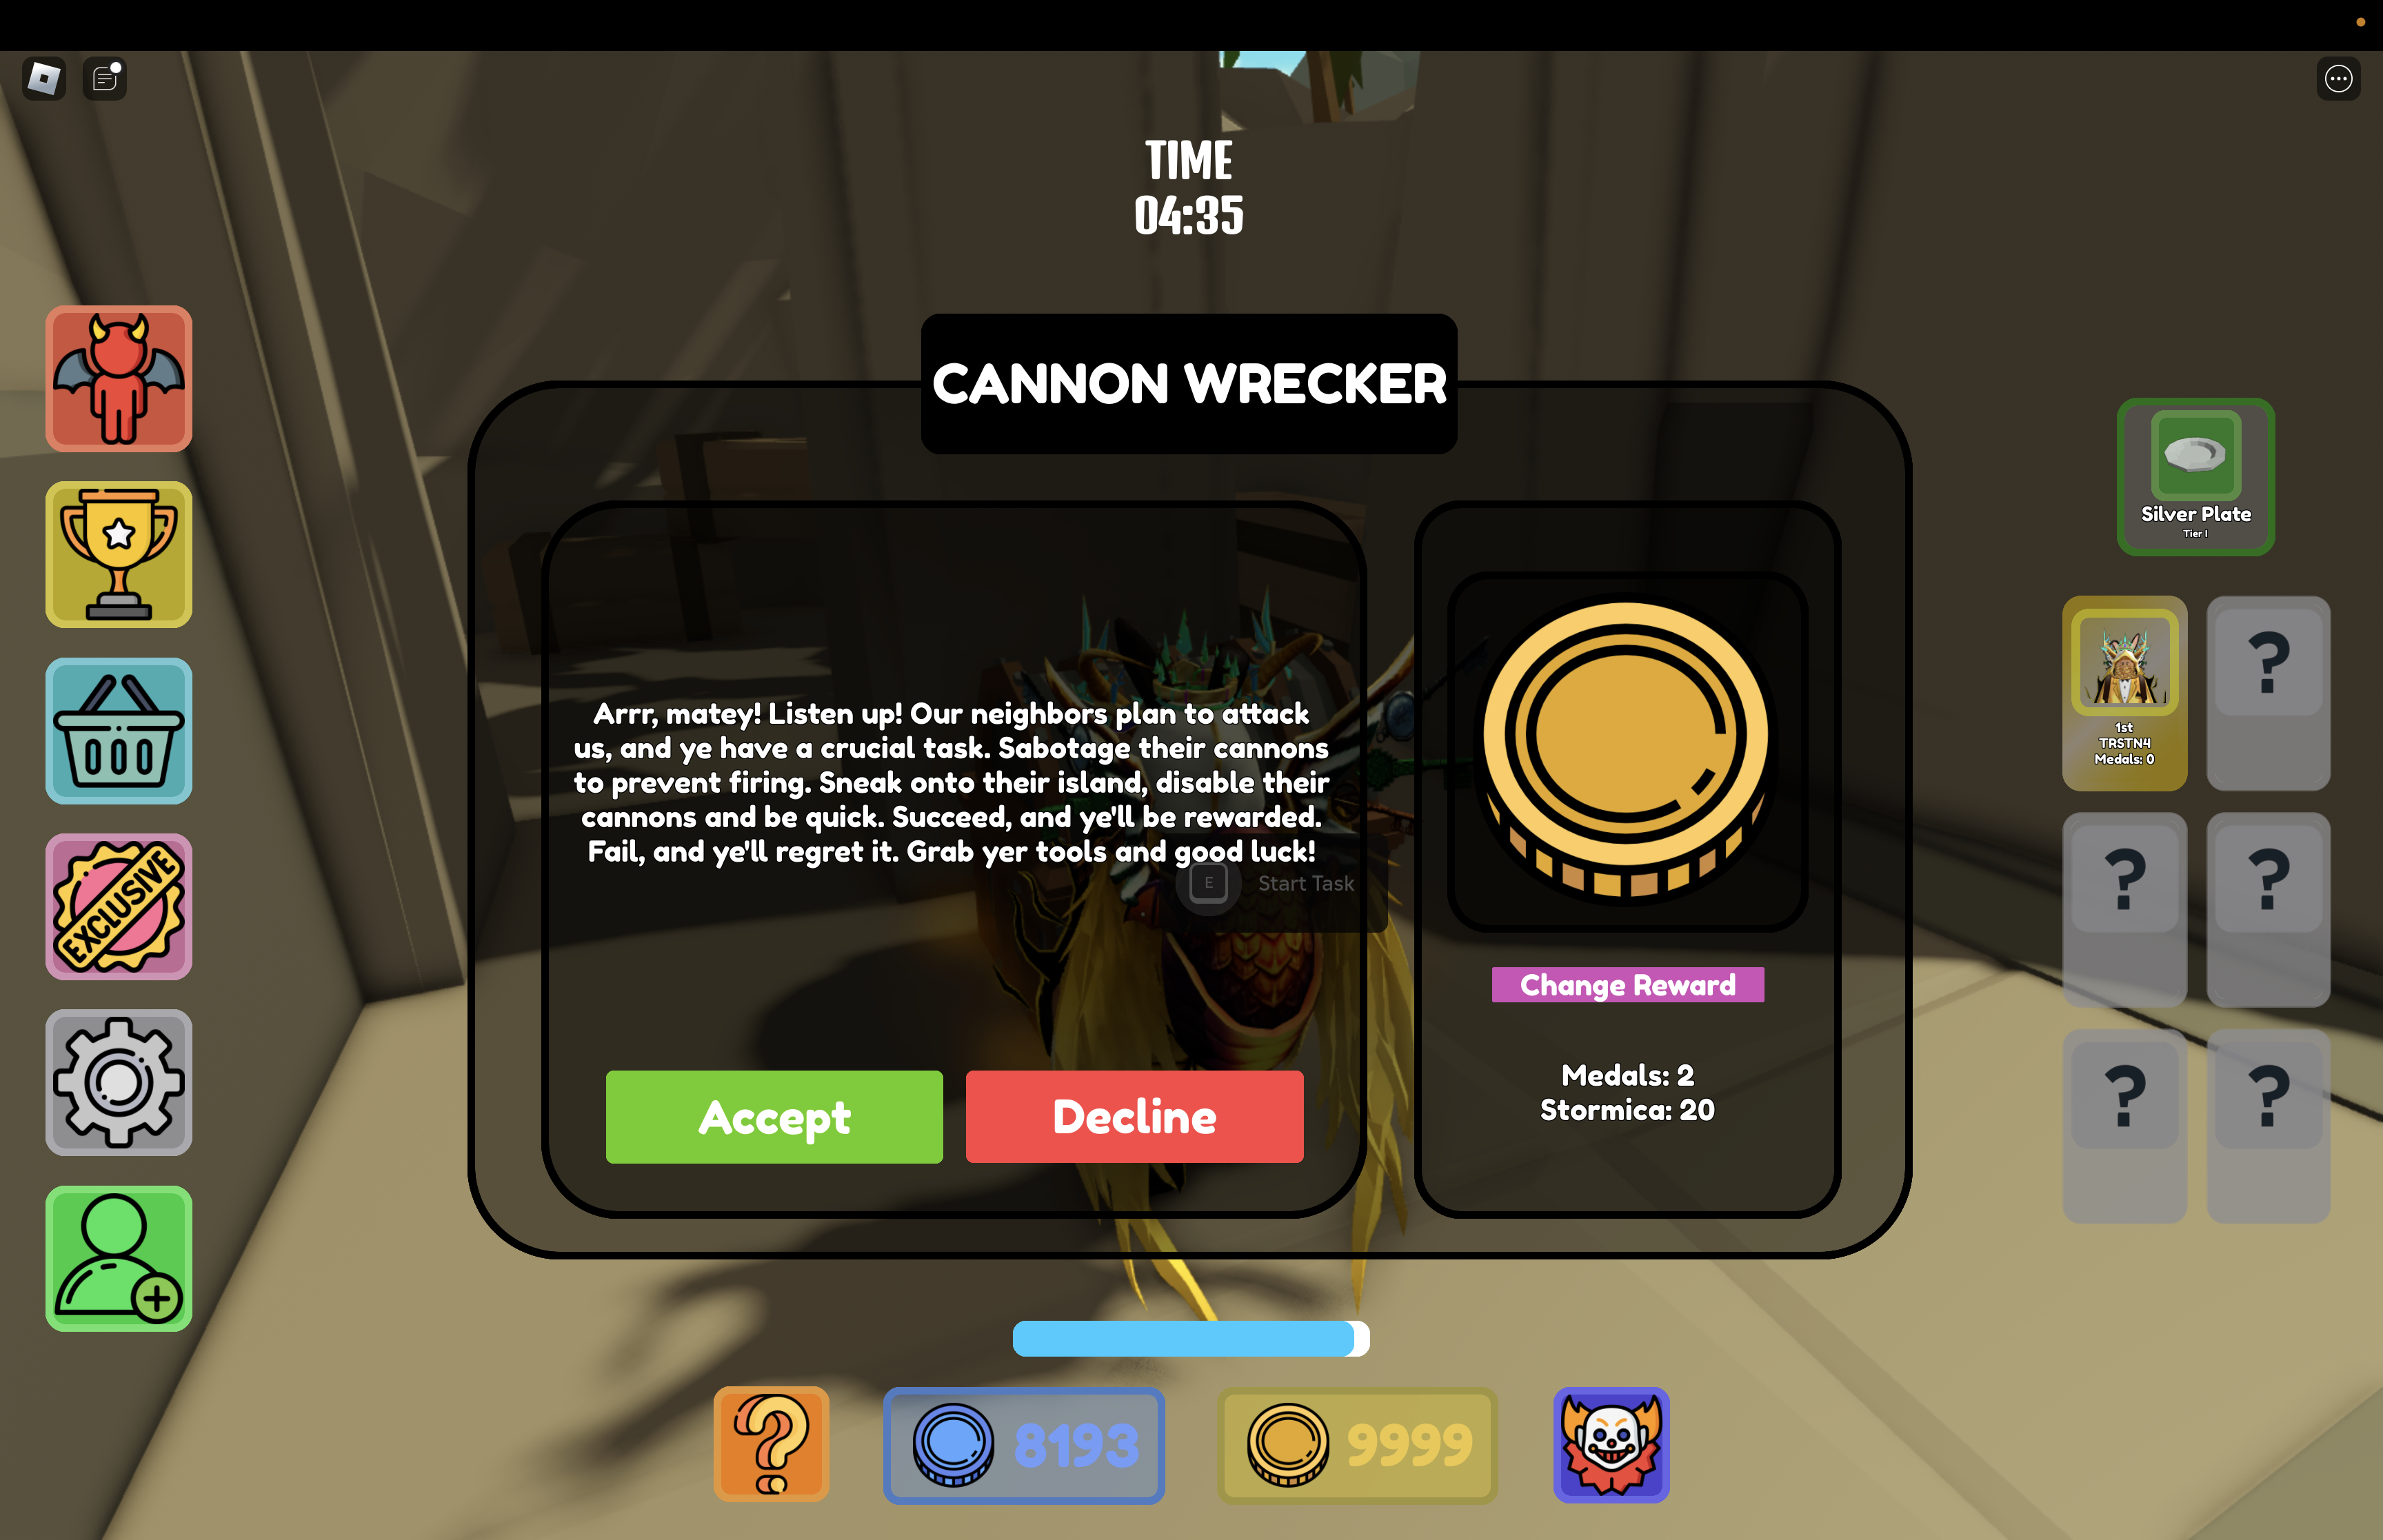 TIME
04:35
CANNON WRECKER
Arrr, matey! Listen up! Our neighbors plan to attack
us, and ye have a crucial task. Sabotage their cannons
to prevent firing. Sneak onto their island, disable their
cannons and be quick. Succeed, and ye'll be rewarded.
Fail, and ye'll regret it. Grab yer tools and good luck!
E Start Task
Accept
Decline
Change Reward
Medals: 2
Stormica: 20
EXCLUSIVE
Silver Plate
Tier I
1st
TRSTN4
Medals: 0
?
?
?
?
?
?
8193
9999